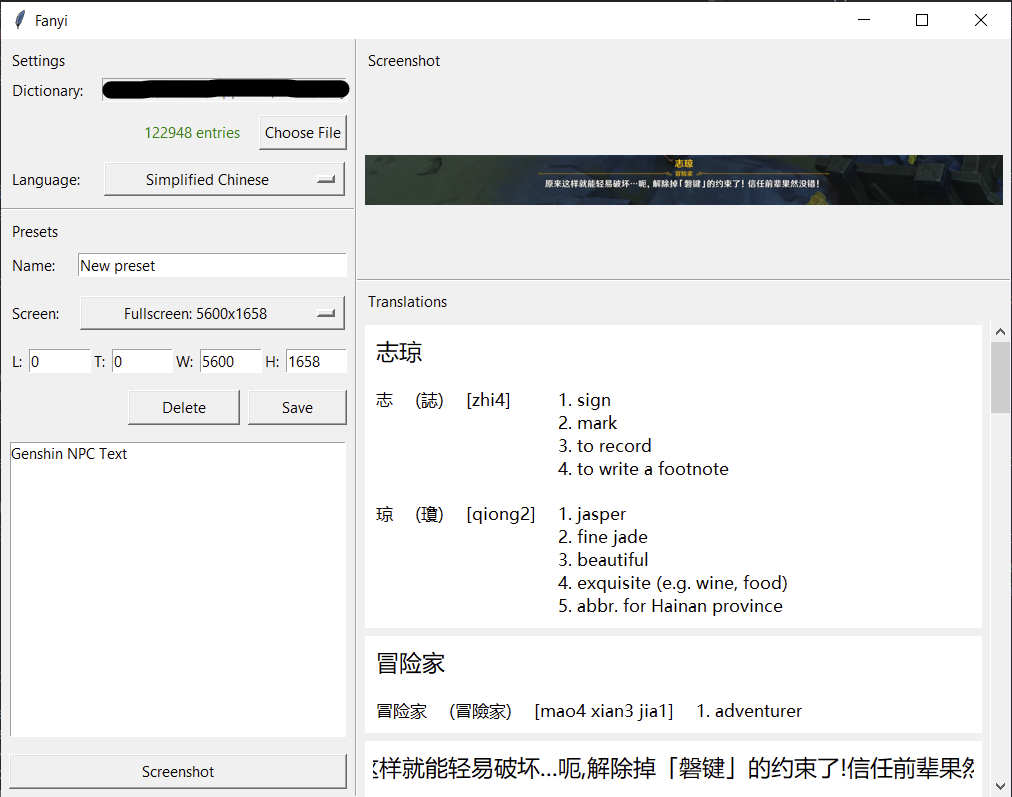 Fanyi
Settings
Dictionary:
122948 entries
Choose File
Language:
Simplified Chinese
Presets
Name:
New preset
Screen:
Fullscreen: 5600x1658
L: 0 T: 0 W: 5600 H: 1658
Delete
Save
Genshin NPC Text
Screenshot
Screenshot
志琼
冒险家
原来这样就能轻易破坏…呃，解除掉「磐键」的约束了！信任前辈果然没错！
Translations
志琼
志 (誌) [zhi4] 1. sign
2. mark
3. to record
4. to write a footnote
琼 (瓊) [qiong2] 1. jasper
2. fine jade
3. beautiful
4. exquisite (e.g. wine, food)
5. abbr. for Hainan province
冒险家
冒险家 (冒險家) [mao4 xian3 jia1] 1. adventurer
这样就能轻易破坏...呃,解除掉「磐键」的约束了!信任前辈果然